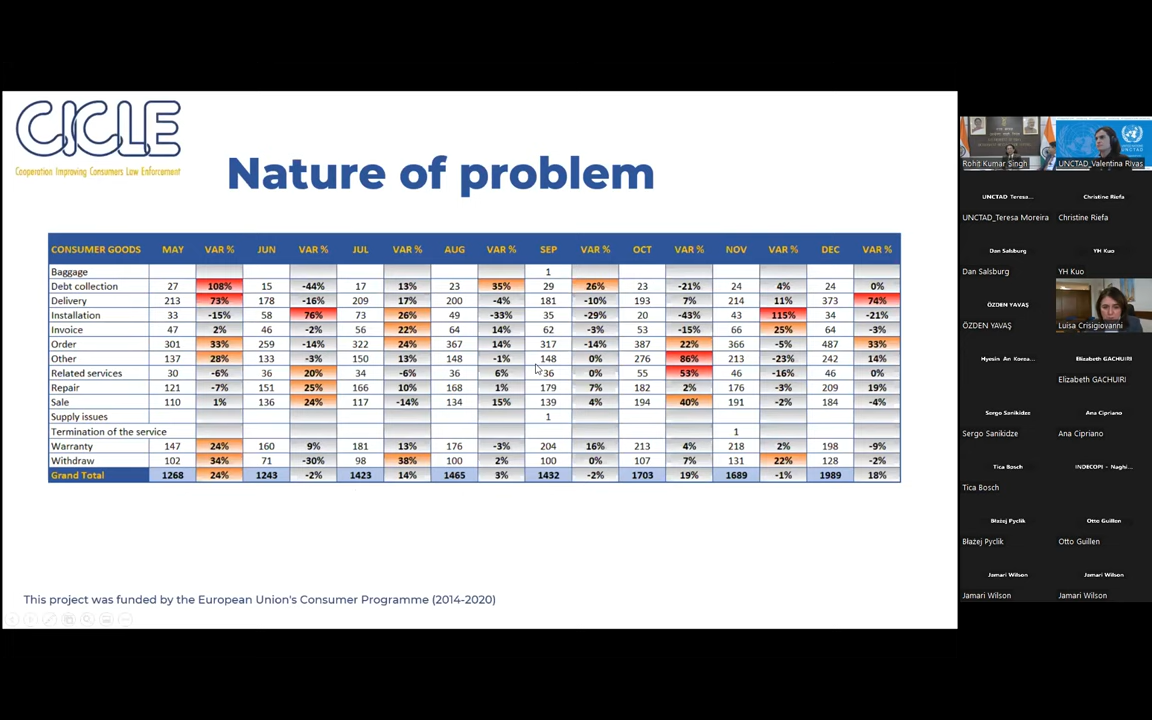 CICLE
Cooperation Improving Consumers Law Enforcement
Nature of problem
CONSUMER GOODS MAY VAR % JUN VAR % JUL VAR % AUG VAR % SEP VAR % OCT VAR % NOV VAR % DEC VAR %
Baggage 1
Debt collection 27 108% 15 -44% 17 13% 23 35% 29 26% 23 -21% 24 4% 24 0%
Delivery 213 73% 178 -16% 209 17% 200 -4% 181 -10% 193 7% 214 11% 373 74%
Installation 33 -15% 58 76% 73 26% 49 -33% 35 -29% 20 -43% 43 115% 34 -21%
Invoice 47 2% 46 -2% 56 22% 64 14% 62 -3% 53 -15% 66 25% 64 -3%
Order 301 33% 259 -14% 322 24% 367 14% 317 -14% 387 22% 366 -5% 487 33%
Other 137 28% 133 -3% 150 13% 148 -1% 148 0% 276 86% 213 -23% 242 14%
Related services 30 -6% 36 20% 34 -6% 36 6% 36 0% 55 53% 46 -16% 46 0%
Repair 121 -7% 151 25% 166 10% 168 1% 179 7% 182 2% 176 -3% 209 19%
Sale 110 1% 136 24% 117 -14% 134 15% 139 4% 194 40% 191 -2% 184 -4%
Supply issues 1
Termination of the service 1
Warranty 147 24% 160 9% 181 13% 176 -3% 204 16% 213 4% 218 2% 198 -9%
Withdraw 102 34% 71 -30% 98 38% 100 2% 100 0% 107 7% 131 22% 128 -2%
Grand Total 1268 24% 1243 -2% 1423 14% 1465 3% 1432 -2% 1703 19% 1689 -1% 1989 18%
This project was funded by the European Union's Consumer Programme (2014-2020)
Rohit Kumar Singh
UNCTAD_Valentina Rivas
UNCTAD_Teresa...
UNCTAD_Teresa Moreira
Christine Riefa
Christine Riefa
Dan Salsburg
Dan Salsburg
YH Kuo
YH Kuo
ÖZDEN YAVAŞ
ÖZDEN YAVAŞ
Luisa Crisigiovanni
Hyesin An Korea...
Elizabeth GACHUIRI
Elizabeth GACHUIRI
Sergo Sanikidze
Sergo Sanikidze
Ana Cipriano
Ana Cipriano
Tica Bosch
Tica Bosch
INDECOPI - Naghi...
Błażej Pyclik
Błażej Pyclik
Otto Guillen
Otto Guillen
Jamari Wilson
Jamari Wilson
Jamari Wilson
Jamari Wilson